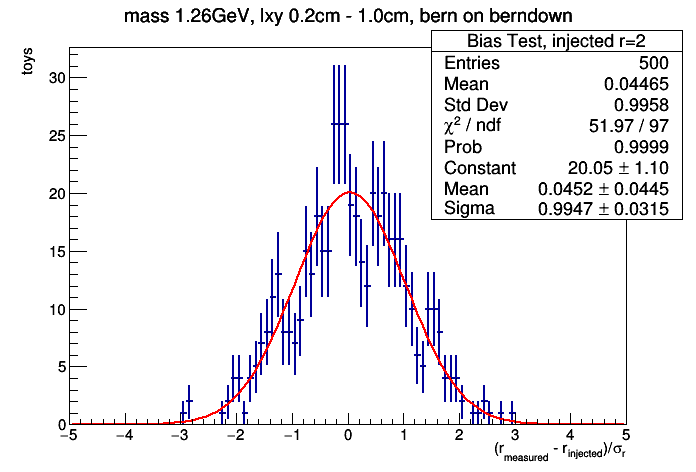 mass 1.26GeV, lxy 0.2cm - 1.0cm, bern on berndown
toys
Bias Test, injected r=2
Entries 500
Mean 0.04465
Std Dev 0.9958
χ² / ndf 51.97 / 97
Prob 0.9999
Constant 20.05 ± 1.10
Mean 0.0452 ± 0.0445
Sigma 0.9947 ± 0.0315
30
25
20
15
10
5
0
−5 −4 −3 −2 −1 0 1 2 3 4 5
(r_measured - r_injected)/σ_r